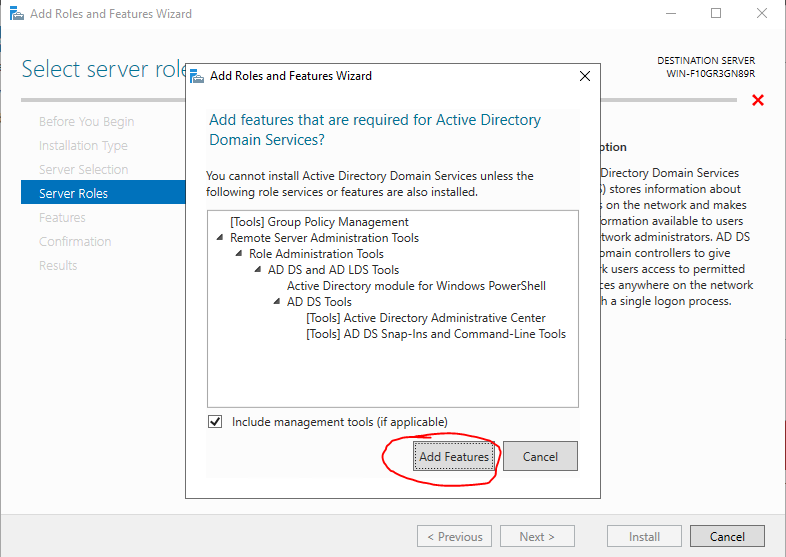 Add Roles and Features Wizard
Select server role
DESTINATION SERVER
WIN-F10GR3GN89R
Before You Begin
Installation Type
Server Selection
Server Roles
Features
Confirmation
Results
Add Roles and Features Wizard
Add features that are required for Active Directory
Domain Services?
You cannot install Active Directory Domain Services unless the
following role services or features are also installed.
[Tools] Group Policy Management
Remote Server Administration Tools
Role Administration Tools
AD DS and AD LDS Tools
Active Directory module for Windows PowerShell
AD DS Tools
[Tools] Active Directory Administrative Center
[Tools] AD DS Snap-Ins and Command-Line Tools
Include management tools (if applicable)
Add Features
Cancel
ption
Directory Domain Services
) stores information about
s on the network and makes
ormation available to users
twork administrators. AD DS
omain controllers to give
k users access to permitted
ces anywhere on the network
h a single logon process.
< Previous
Next >
Install
Cancel